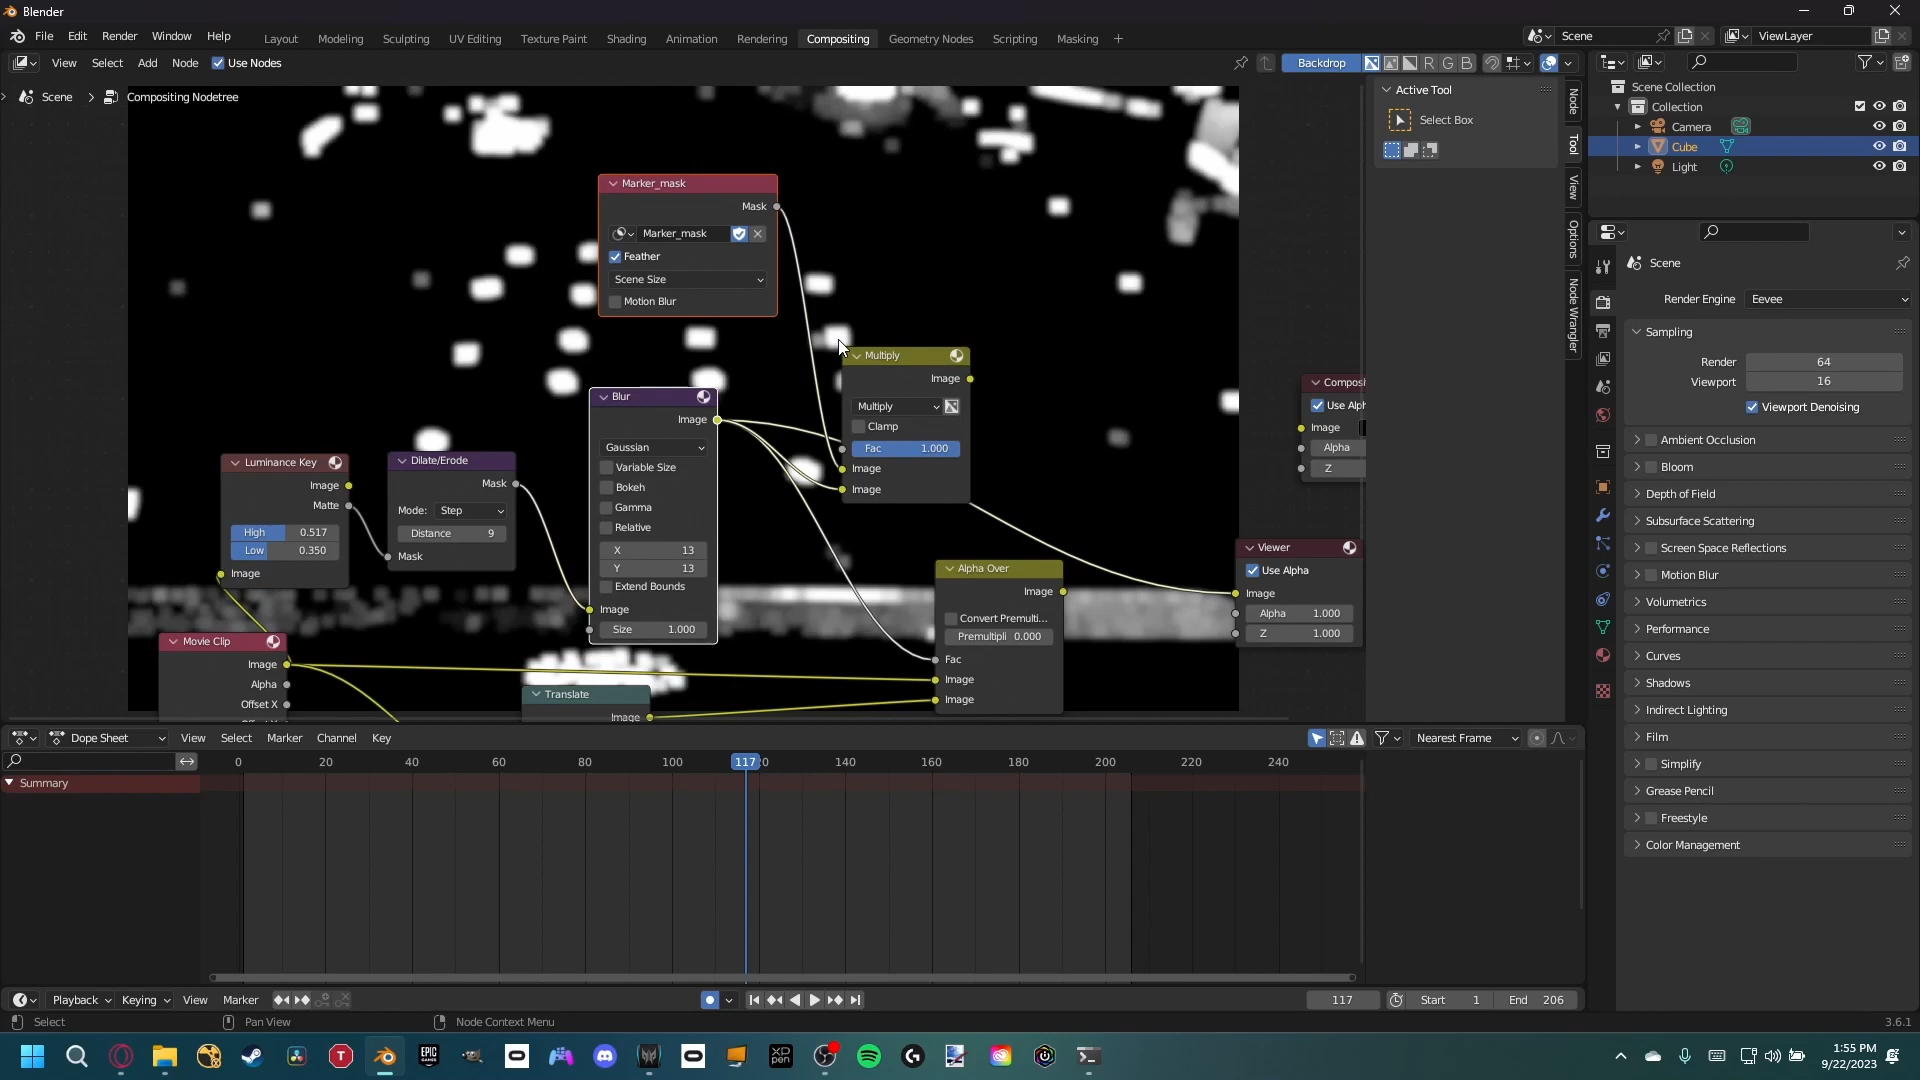 Blender
File Edit Render Window Help
Layout Modeling Sculpting UV Editing Texture Paint Shading Animation Rendering Compositing Geometry Nodes Scripting Masking +
Scene
ViewLayer
View Select Add Node Use Nodes
Backdrop
R G B
Scene > Compositing Nodetree
Active Tool
Select Box
Node
Tool
View
Options
Node Wrangler
Scene Collection
Collection
Camera
Cube
Light
Scene
Render Engine Eevee
Sampling
Render 64
Viewport 16
Viewport Denoising
Ambient Occlusion
Bloom
Depth of Field
Subsurface Scattering
Screen Space Reflections
Motion Blur
Volumetrics
Performance
Curves
Shadows
Indirect Lighting
Film
Simplify
Grease Pencil
Freestyle
Color Management
Marker_mask
Mask
Marker_mask
Feather
Scene Size
Motion Blur
Multiply
Image
Multiply
Clamp
Fac 1.000
Image
Image
Blur
Image
Gaussian
Variable Size
Bokeh
Gamma
Relative
X 13
Y 13
Extend Bounds
Image
Size 1.000
Luminance Key
Image
Matte
High 0.517
Low 0.350
Image
Dilate/Erode
Mask
Mode: Step
Distance 9
Mask
Composi
Use Alph
Image
Alpha
Z
Viewer
Use Alpha
Image
Alpha 1.000
Z 1.000
Alpha Over
Image
Convert Premulti...
Premultipli 0.000
Fac
Image
Image
Movie Clip
Image
Alpha
Offset X
Translate
Image
Dope Sheet View Select Marker Channel Key
Nearest Frame
0 20 40 60 80 100 117 140 160 180 200 220 240
Summary
Playback Keying View Marker
117 Start 1 End 206
Select Pan View Node Context Menu
3.6.1
EPIC GAMES
XP PEN
1:55 PM
9/22/2023